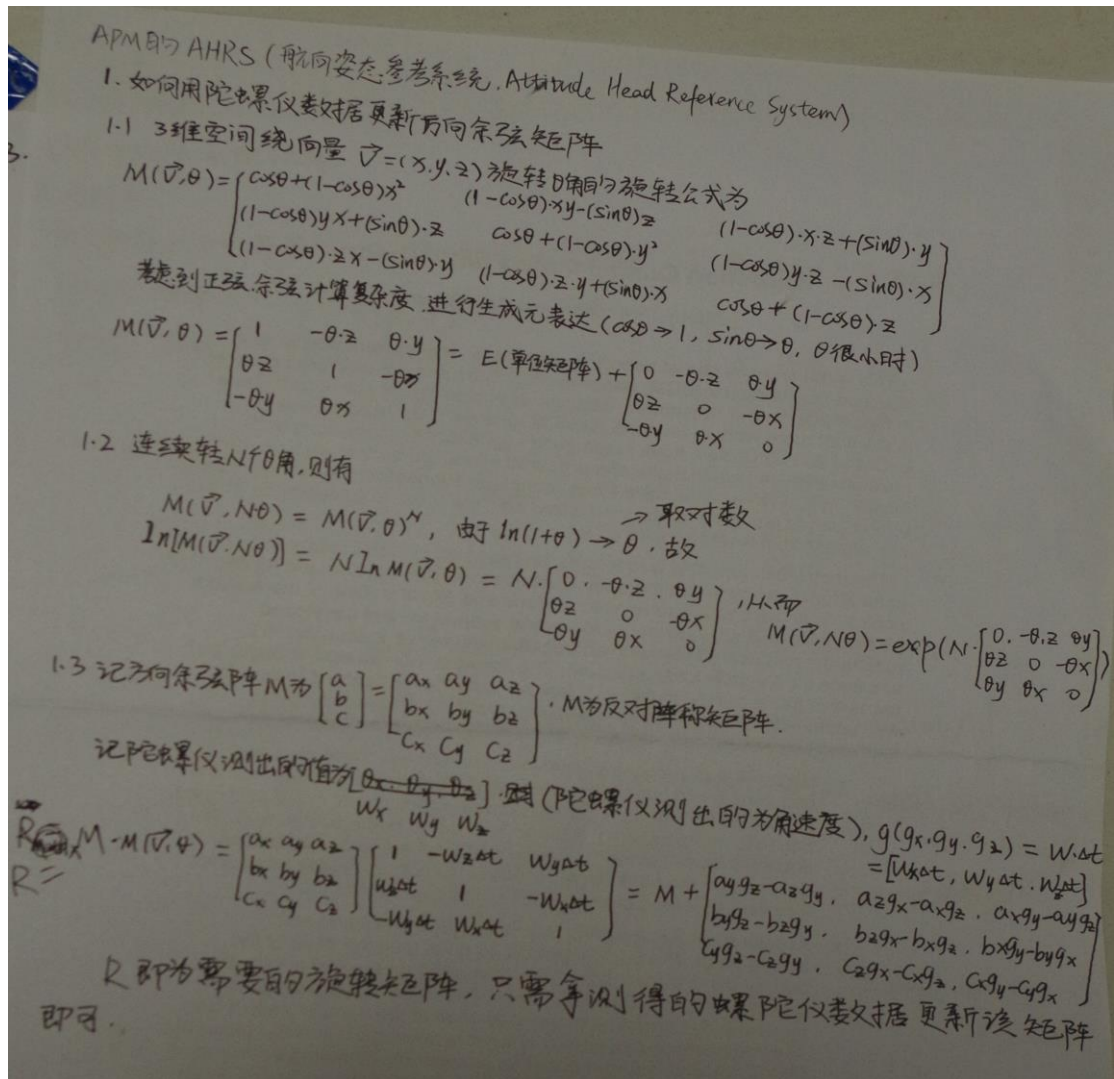 APM的 AHRS (航向姿态参考系统, Attitude Head Reference System)
1. 如何用陀螺仪数据更新方向余弦矩阵
1.1 3维空间绕向量 V⃗=(x,y,z) 旋转θ角的旋转公式为
M(V⃗,θ)=[cosθ+(1-cosθ)x² (1-cosθ)·xy-(sinθ)z (1-cosθ)·x·z+(sinθ)·y
(1-cosθ)yx+(sinθ)·z cosθ+(1-cosθ)·y² (1-cosθ)y·z-(sinθ)·x
(1-cosθ)·zx-(sinθ)·y (1-cosθ)·z·y+(sinθ)·x cosθ+(1-cosθ)·z]
考虑到正弦、余弦计算复杂度, 进行生成元表达 (cosθ→1, sinθ→θ, θ很小时)
M(V⃗,θ)=[1 -θ·z θ·y
θz 1 -θx
-θy θx 1] = E(单位矩阵)+[0 -θ·z θ·y
θz 0 -θx
-θy θ·x 0]
1.2 连续转N个θ角,则有
M(V⃗,Nθ) = M(V⃗,θ)ᴺ, 由于 ln(1+θ)→θ, 故 → 取对数
ln[M(V⃗·Nθ)] = N ln M(V⃗,θ) = N·[0, -θ·z, θy
θz 0 -θx
-θy θx 0], 从而
M(V⃗,Nθ)=exp(N·[0. -θ.z θy
θz 0 -θx
θy θx 0])
1.3 记方向余弦阵M为[a
b
c]=[ax ay az
bx by bz
cx cy cz], M为反对阵称矩阵.
记陀螺仪测出的值为[θx, θy, θz], (陀螺仪测出的为角速度), g(gx,gy,gz) = W·Δt
Wx Wy Wz
=[WxΔt, WyΔt, WzΔt]
R M·M(V⃗,θ) = [ax ay az
bx by bz
cx cy cz][1 -WzΔt WyΔt
WzΔt 1 -WxΔt
-WyΔt WxΔt 1] = M+[aygz-azgy, azgx-axgz, axgy-aygz
bygz-bzgy, bzgx-bxgz, bxgy-bygx
cygz-czgy, czgx-cxgz, cxgy-cygx]
R=
R即为需要的旋转矩阵, 只需拿测得的螺陀仪数据更新该矩阵
即可.